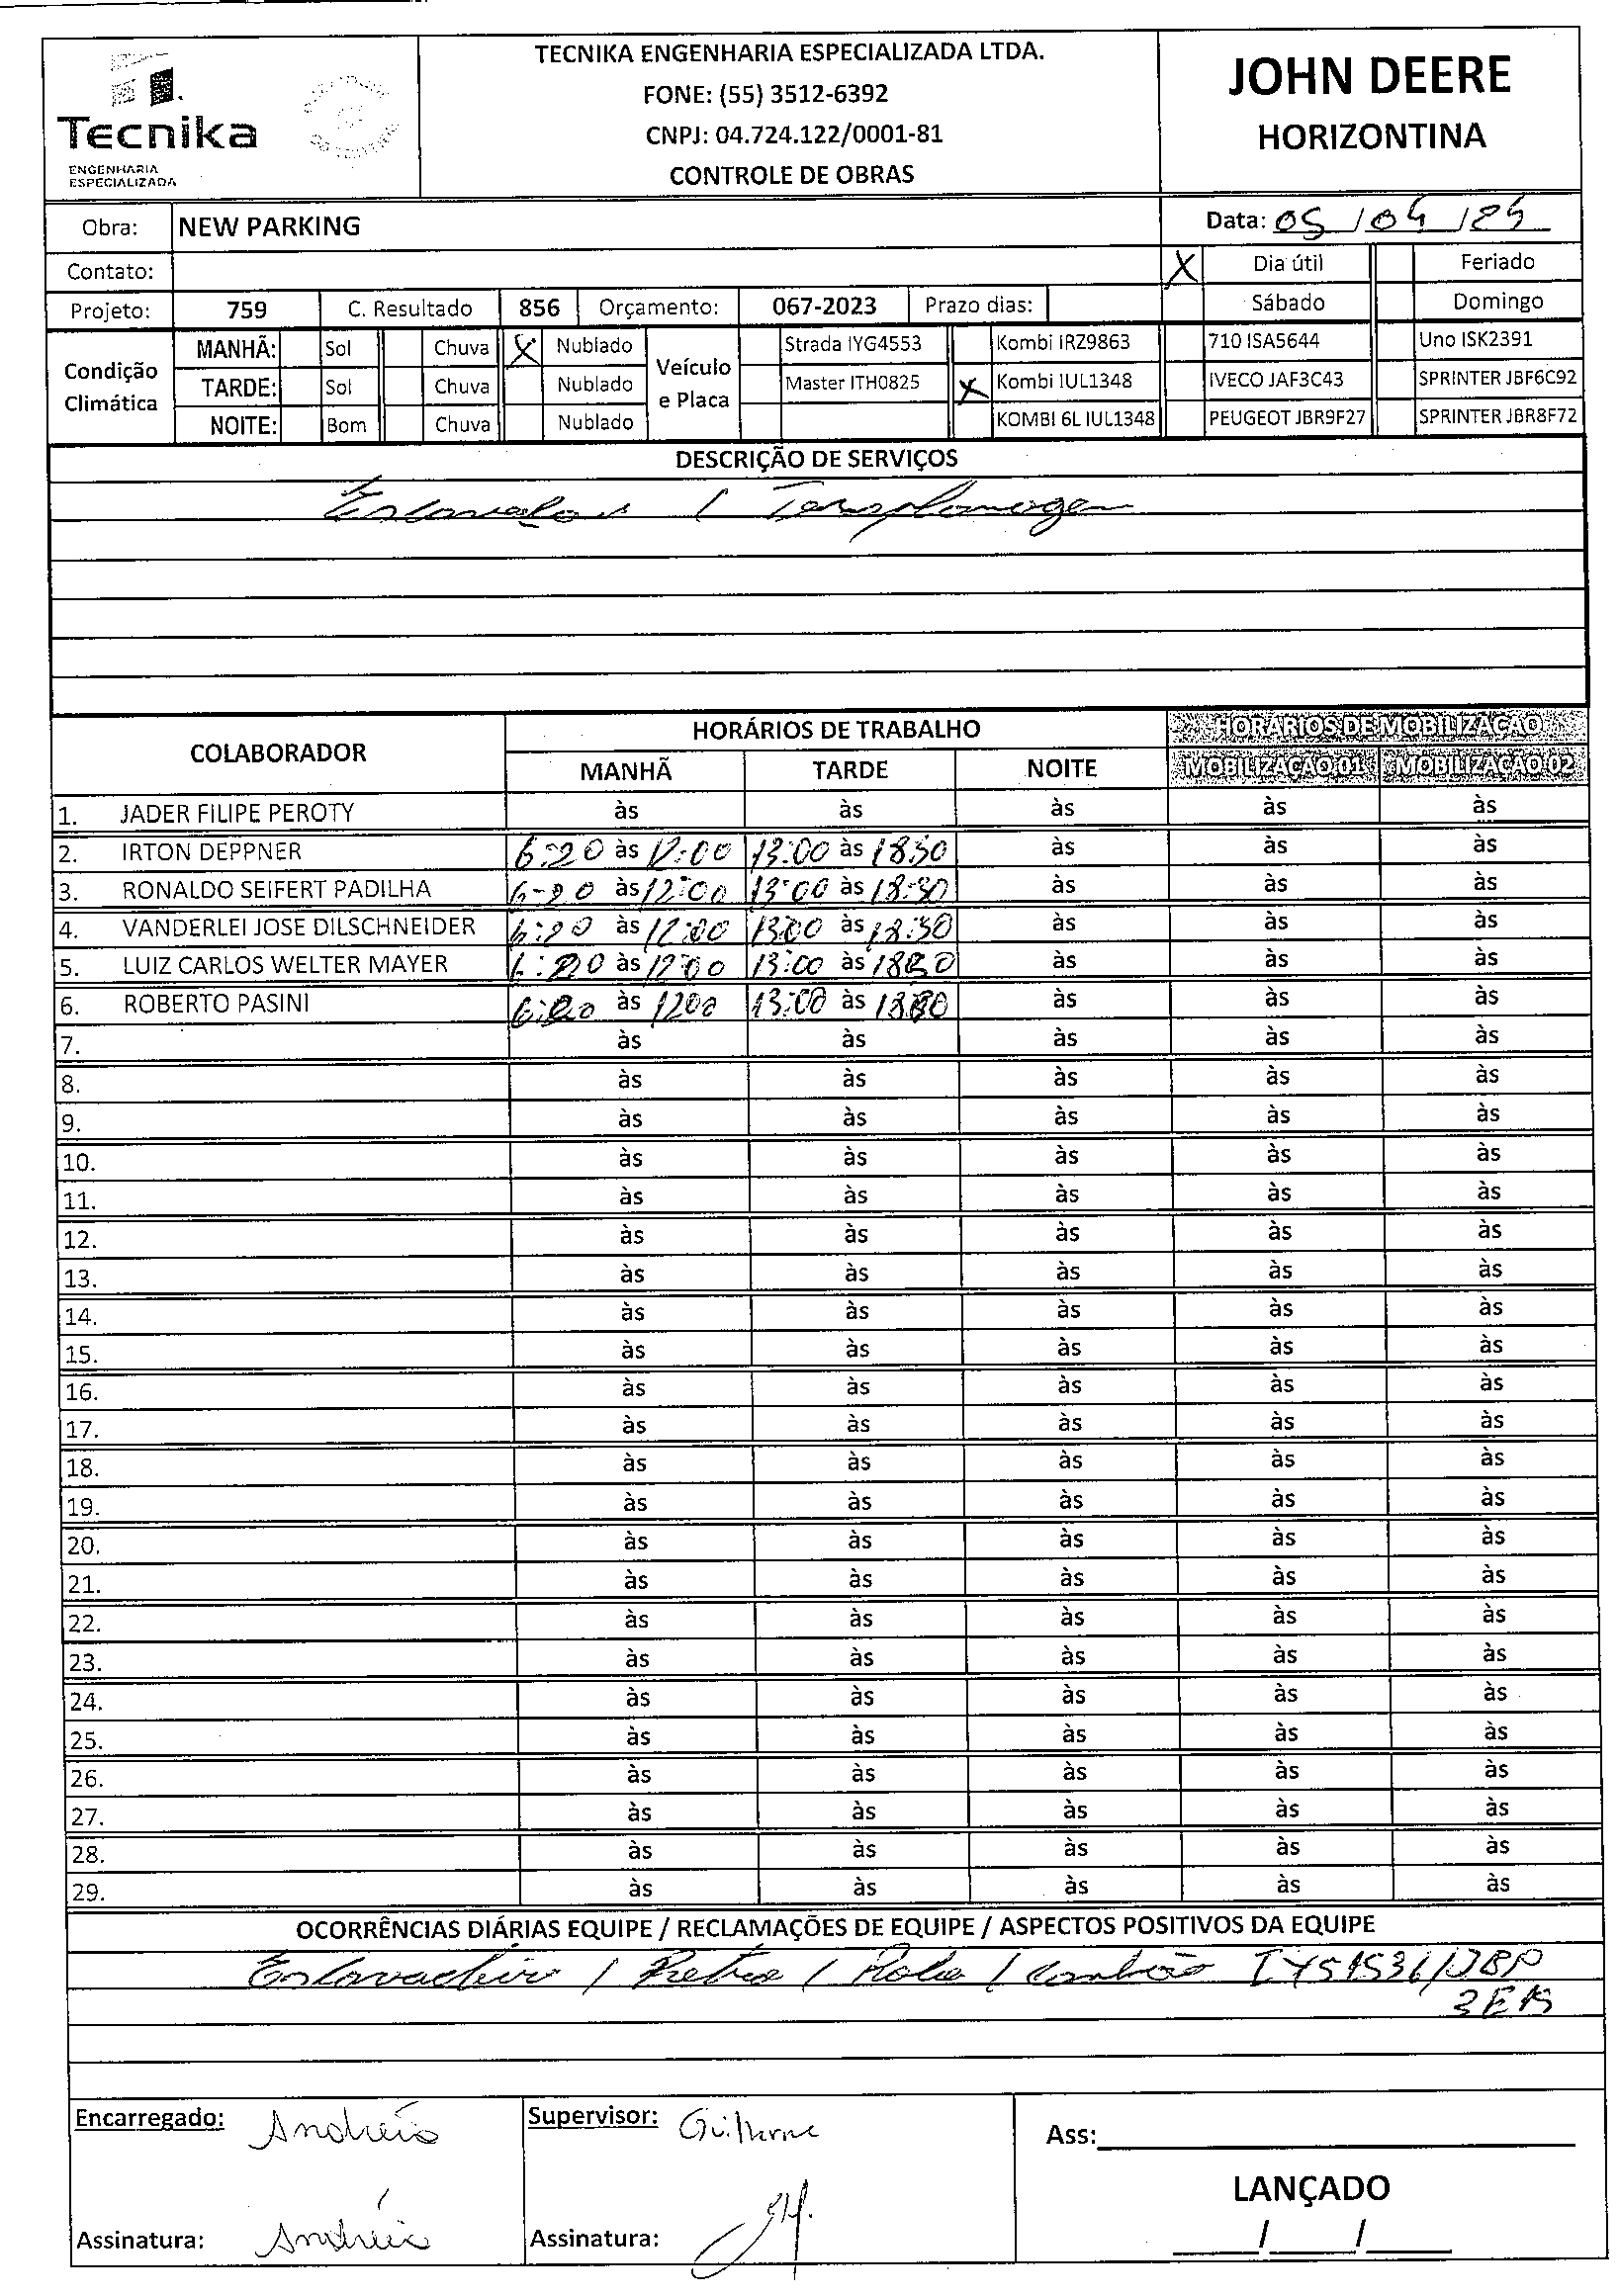 TECNIKA ENGENHARIA ESPECIALIZADA LTDA.
FONE: (55) 3512-6392
CNPJ: 04.724.122/0001-81
CONTROLE DE OBRAS
Tecnika
ENGENHARIA
ESPECIALIZADA
JOHN DEERE
HORIZONTINA
Obra: NEW PARKING
Data: 05/04/24
Contato:
X Dia útil Feriado
Projeto: 759 C. Resultado 856 Orçamento: 067-2023 Prazo dias: Sábado Domingo
Condição Climática
MANHÃ: Sol Chuva X Nublado
TARDE: Sol Chuva Nublado
NOITE: Bom Chuva Nublado
Veículo e Placa
Strada IYG4553 Kombi IRZ9863 710 ISA5644 Uno ISK2391
Master ITH0825 X Kombi IUL1348 IVECO JAF3C43 SPRINTER JBF6C92
KOMBI 6L IUL1348 PEUGEOT JBR9F27 SPRINTER JBR8F72
DESCRIÇÃO DE SERVIÇOS
/ Terraplanagem
COLABORADOR HORÁRIOS DE TRABALHO HORÁRIOS DE MOBILIZAÇÃO
MANHÃ TARDE NOITE MOBILIZAÇÃO 01 MOBILIZAÇÃO 02
1. JADER FILIPE PEROTY às às às às às
2. IRTON DEPPNER 6:20 às 12:00 13:00 às 18:30 às às às
3. RONALDO SEIFERT PADILHA 6:20 às 12:00 13:00 às 18:30 às às às
4. VANDERLEI JOSE DILSCHNEIDER 6:20 às 12:00 13:00 às 18:30 às às às
5. LUIZ CARLOS WELTER MAYER 6:20 às 12:00 13:00 às 18:30 às às às
6. ROBERTO PASINI 6:20 às 1200 13:00 às 18:30 às às às
7. às às às às às
8. às às às às às
9. às às às às às
10. às às às às às
11. às às às às às
12. às às às às às
13. às às às às às
14. às às às às às
15. às às às às às
16. às às às às às
17. às às às às às
18. às às às às às
19. às às às às às
20. às às às às às
21. às às às às às
22. às às às às às
23. às às às às às
24. às às às às às
25. às às às às às
26. às às às às às
27. às às às às às
28. às às às às às
29. às às às às às
OCORRÊNCIAS DIÁRIAS EQUIPE / RECLAMAÇÕES DE EQUIPE / ASPECTOS POSITIVOS DA EQUIPE
/ / Rolo /
Encarregado: Andréia
Supervisor: Guilherme
Ass:
LANÇADO
Assinatura: Andréia
Assinatura:
/ /